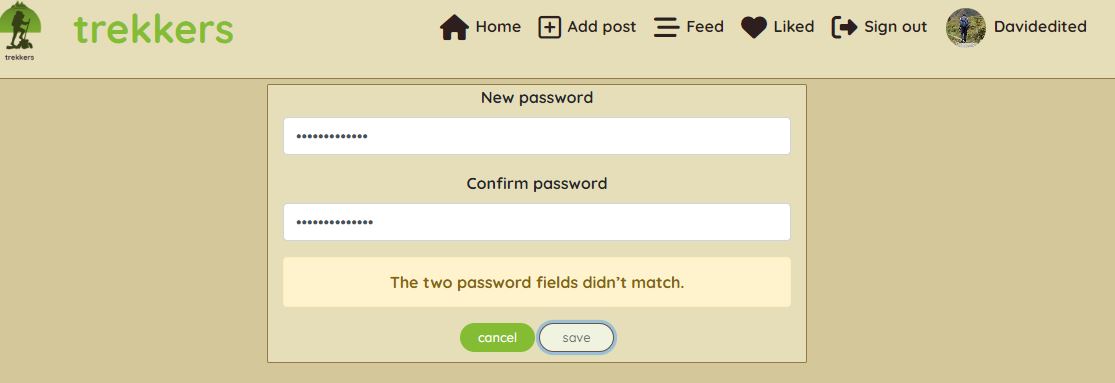 trekkers
trekkers
Home
Add post
Feed
Liked
Sign out
Davidedited
New password
•••••••••••••
Confirm password
••••••••••••••
The two password fields didn’t match.
cancel
save